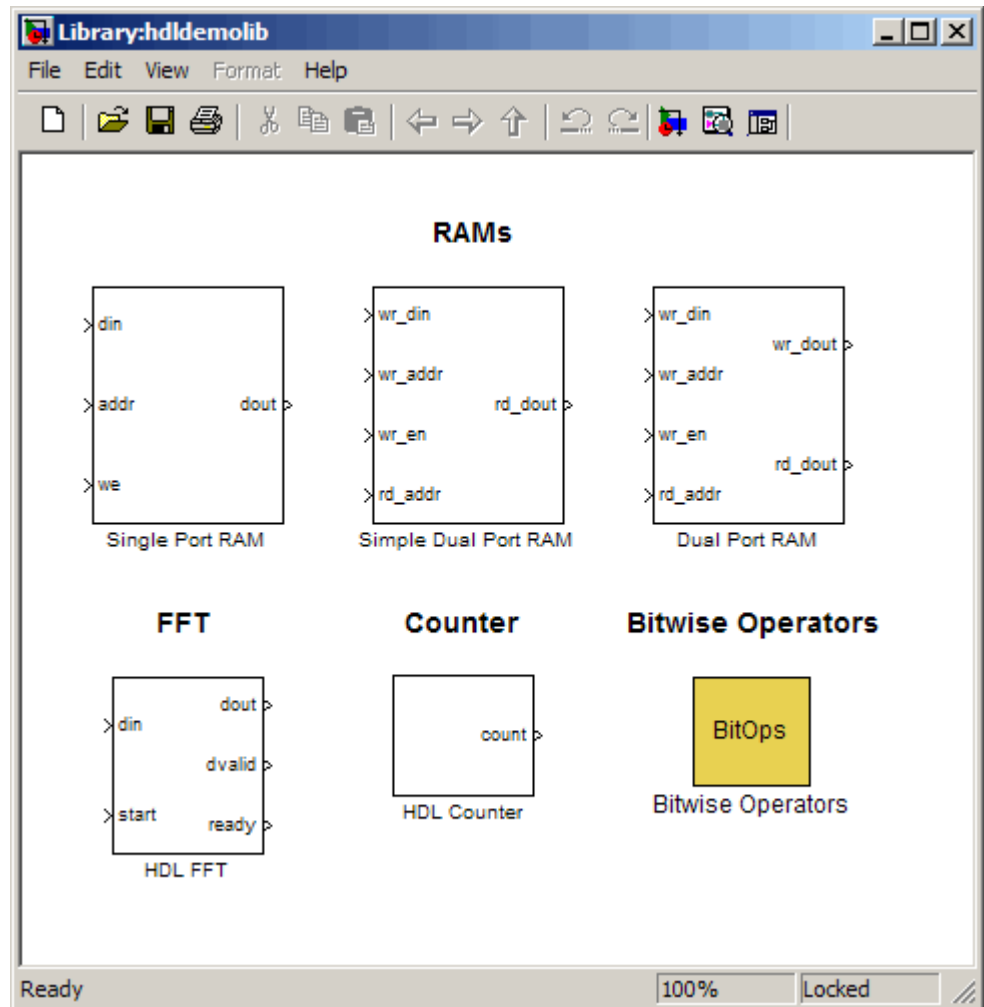 Library:hdldemolib
File Edit View Format Help
RAMs
din
addr
we
dout
Single Port RAM
wr_din
wr_addr
wr_en
rd_addr
rd_dout
Simple Dual Port RAM
wr_din
wr_addr
wr_en
rd_addr
wr_dout
rd_dout
Dual Port RAM
FFT
din
start
dout
dvalid
ready
HDL FFT
Counter
count
HDL Counter
Bitwise Operators
BitOps
Bitwise Operators
Ready 100% Locked